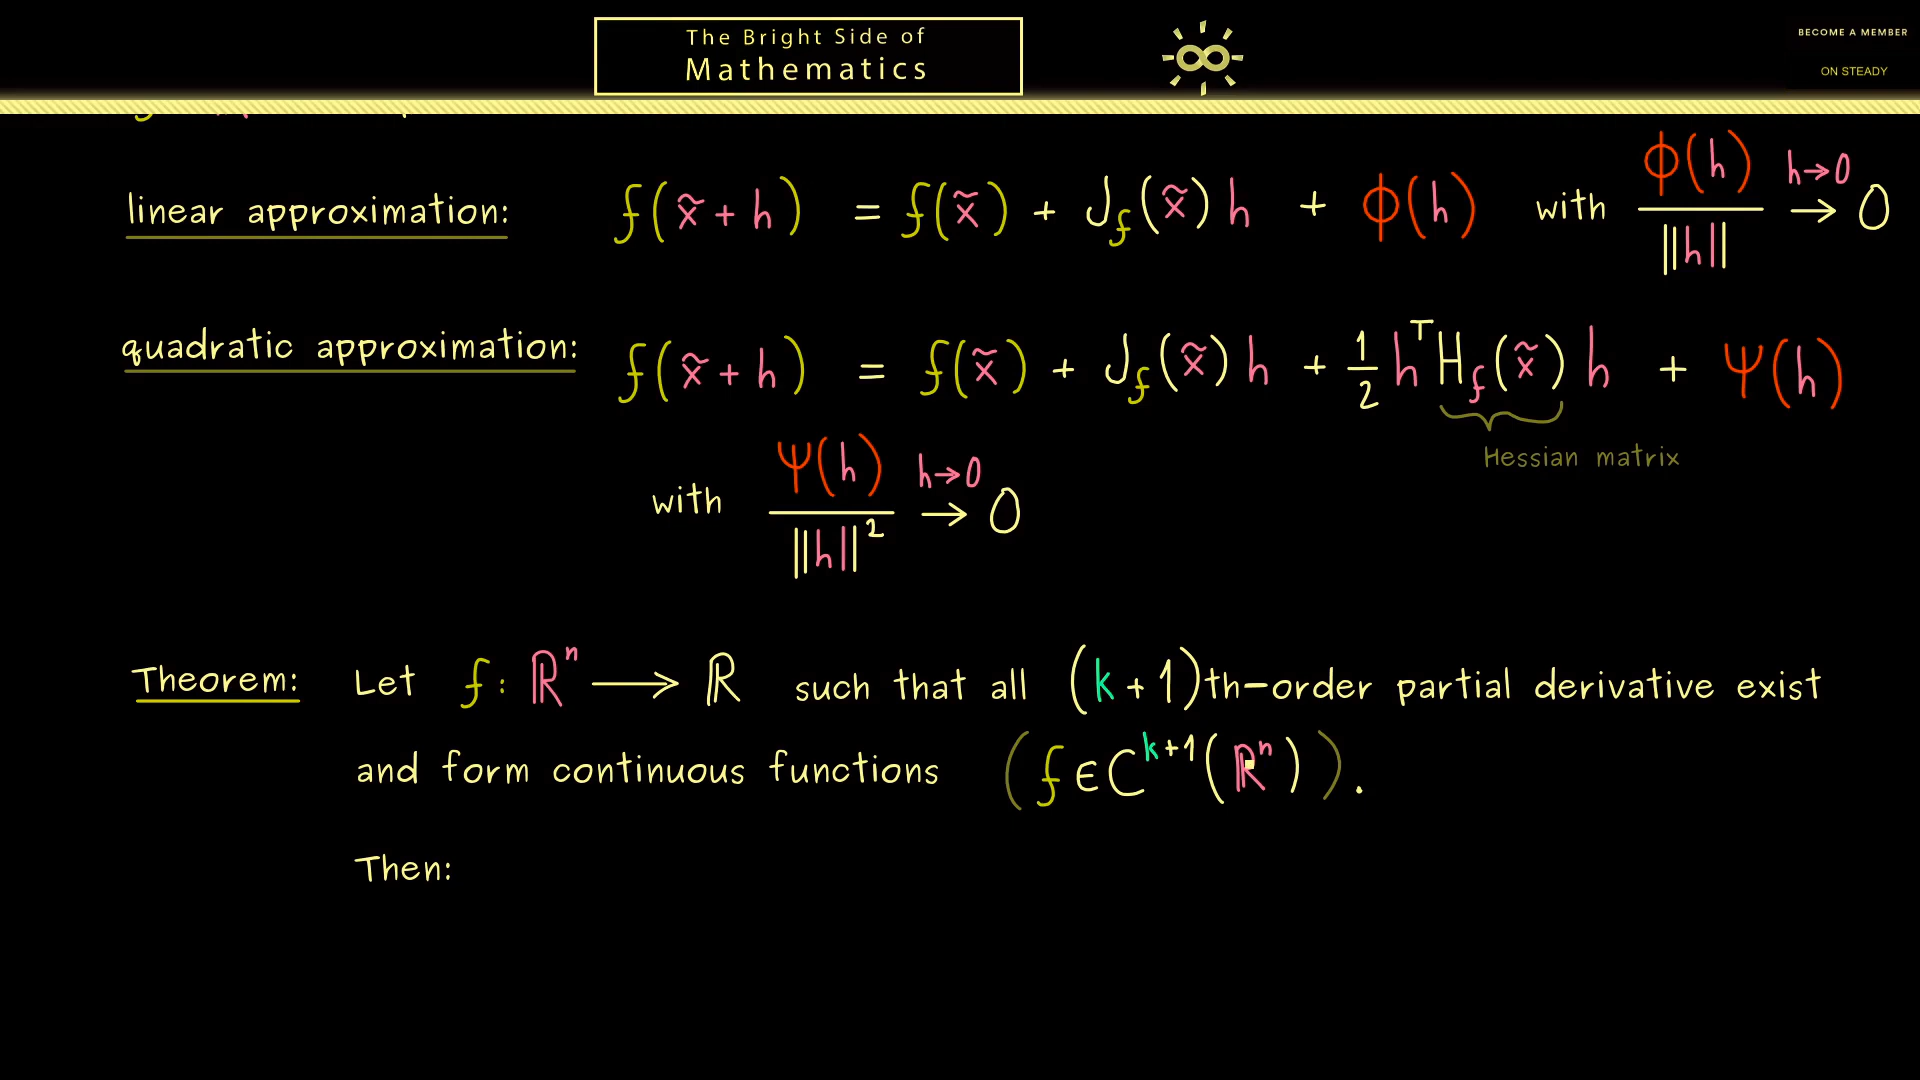 The Bright Side of
Mathematics
BECOME A MEMBER
ON STEADY
linear approximation: f(x̃ + h) = f(x̃) + J_f(x̃) h + ϕ(h) with ϕ(h)/||h|| →^{h→0} 0
quadratic approximation: f(x̃ + h) = f(x̃) + J_f(x̃) h + 1/2 h^T H_f(x̃) h + Ψ(h)
Hessian matrix
with Ψ(h)/||h||² →^{h→0} 0
Theorem: Let f: ℝⁿ ⟶ ℝ such that all (k+1)th-order partial derivative exist
and form continuous functions (f ∈ C^{k+1}(ℝⁿ)).
Then: